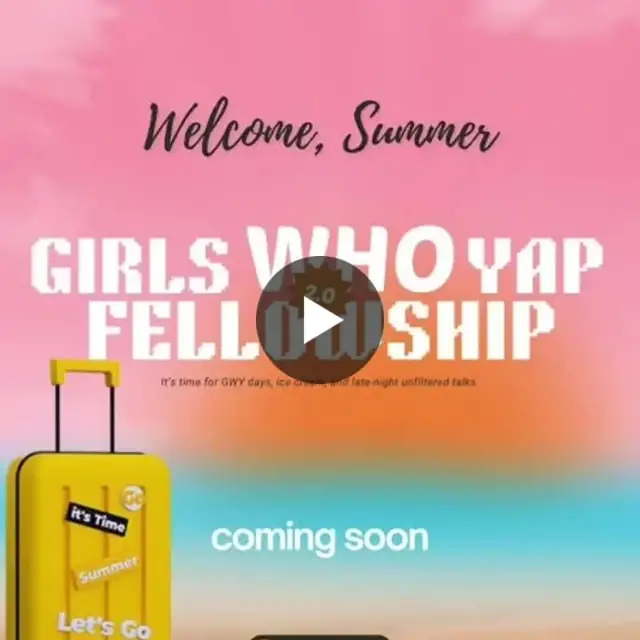 Welcome, Summer
GIRLS WHO YAP
2.0
FELLOWSHIP
It's time for GWY days, ice cream, and late-night unfiltered talks
coming soon
Go
it's Time
Summer
Let's Go